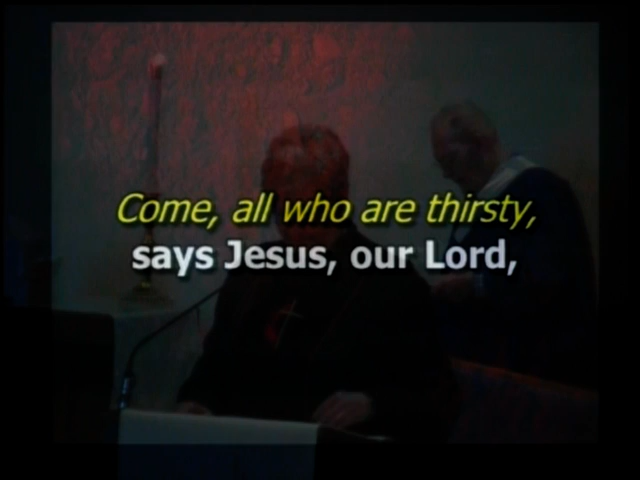 Come, all who are thirsty,
says Jesus, our Lord,